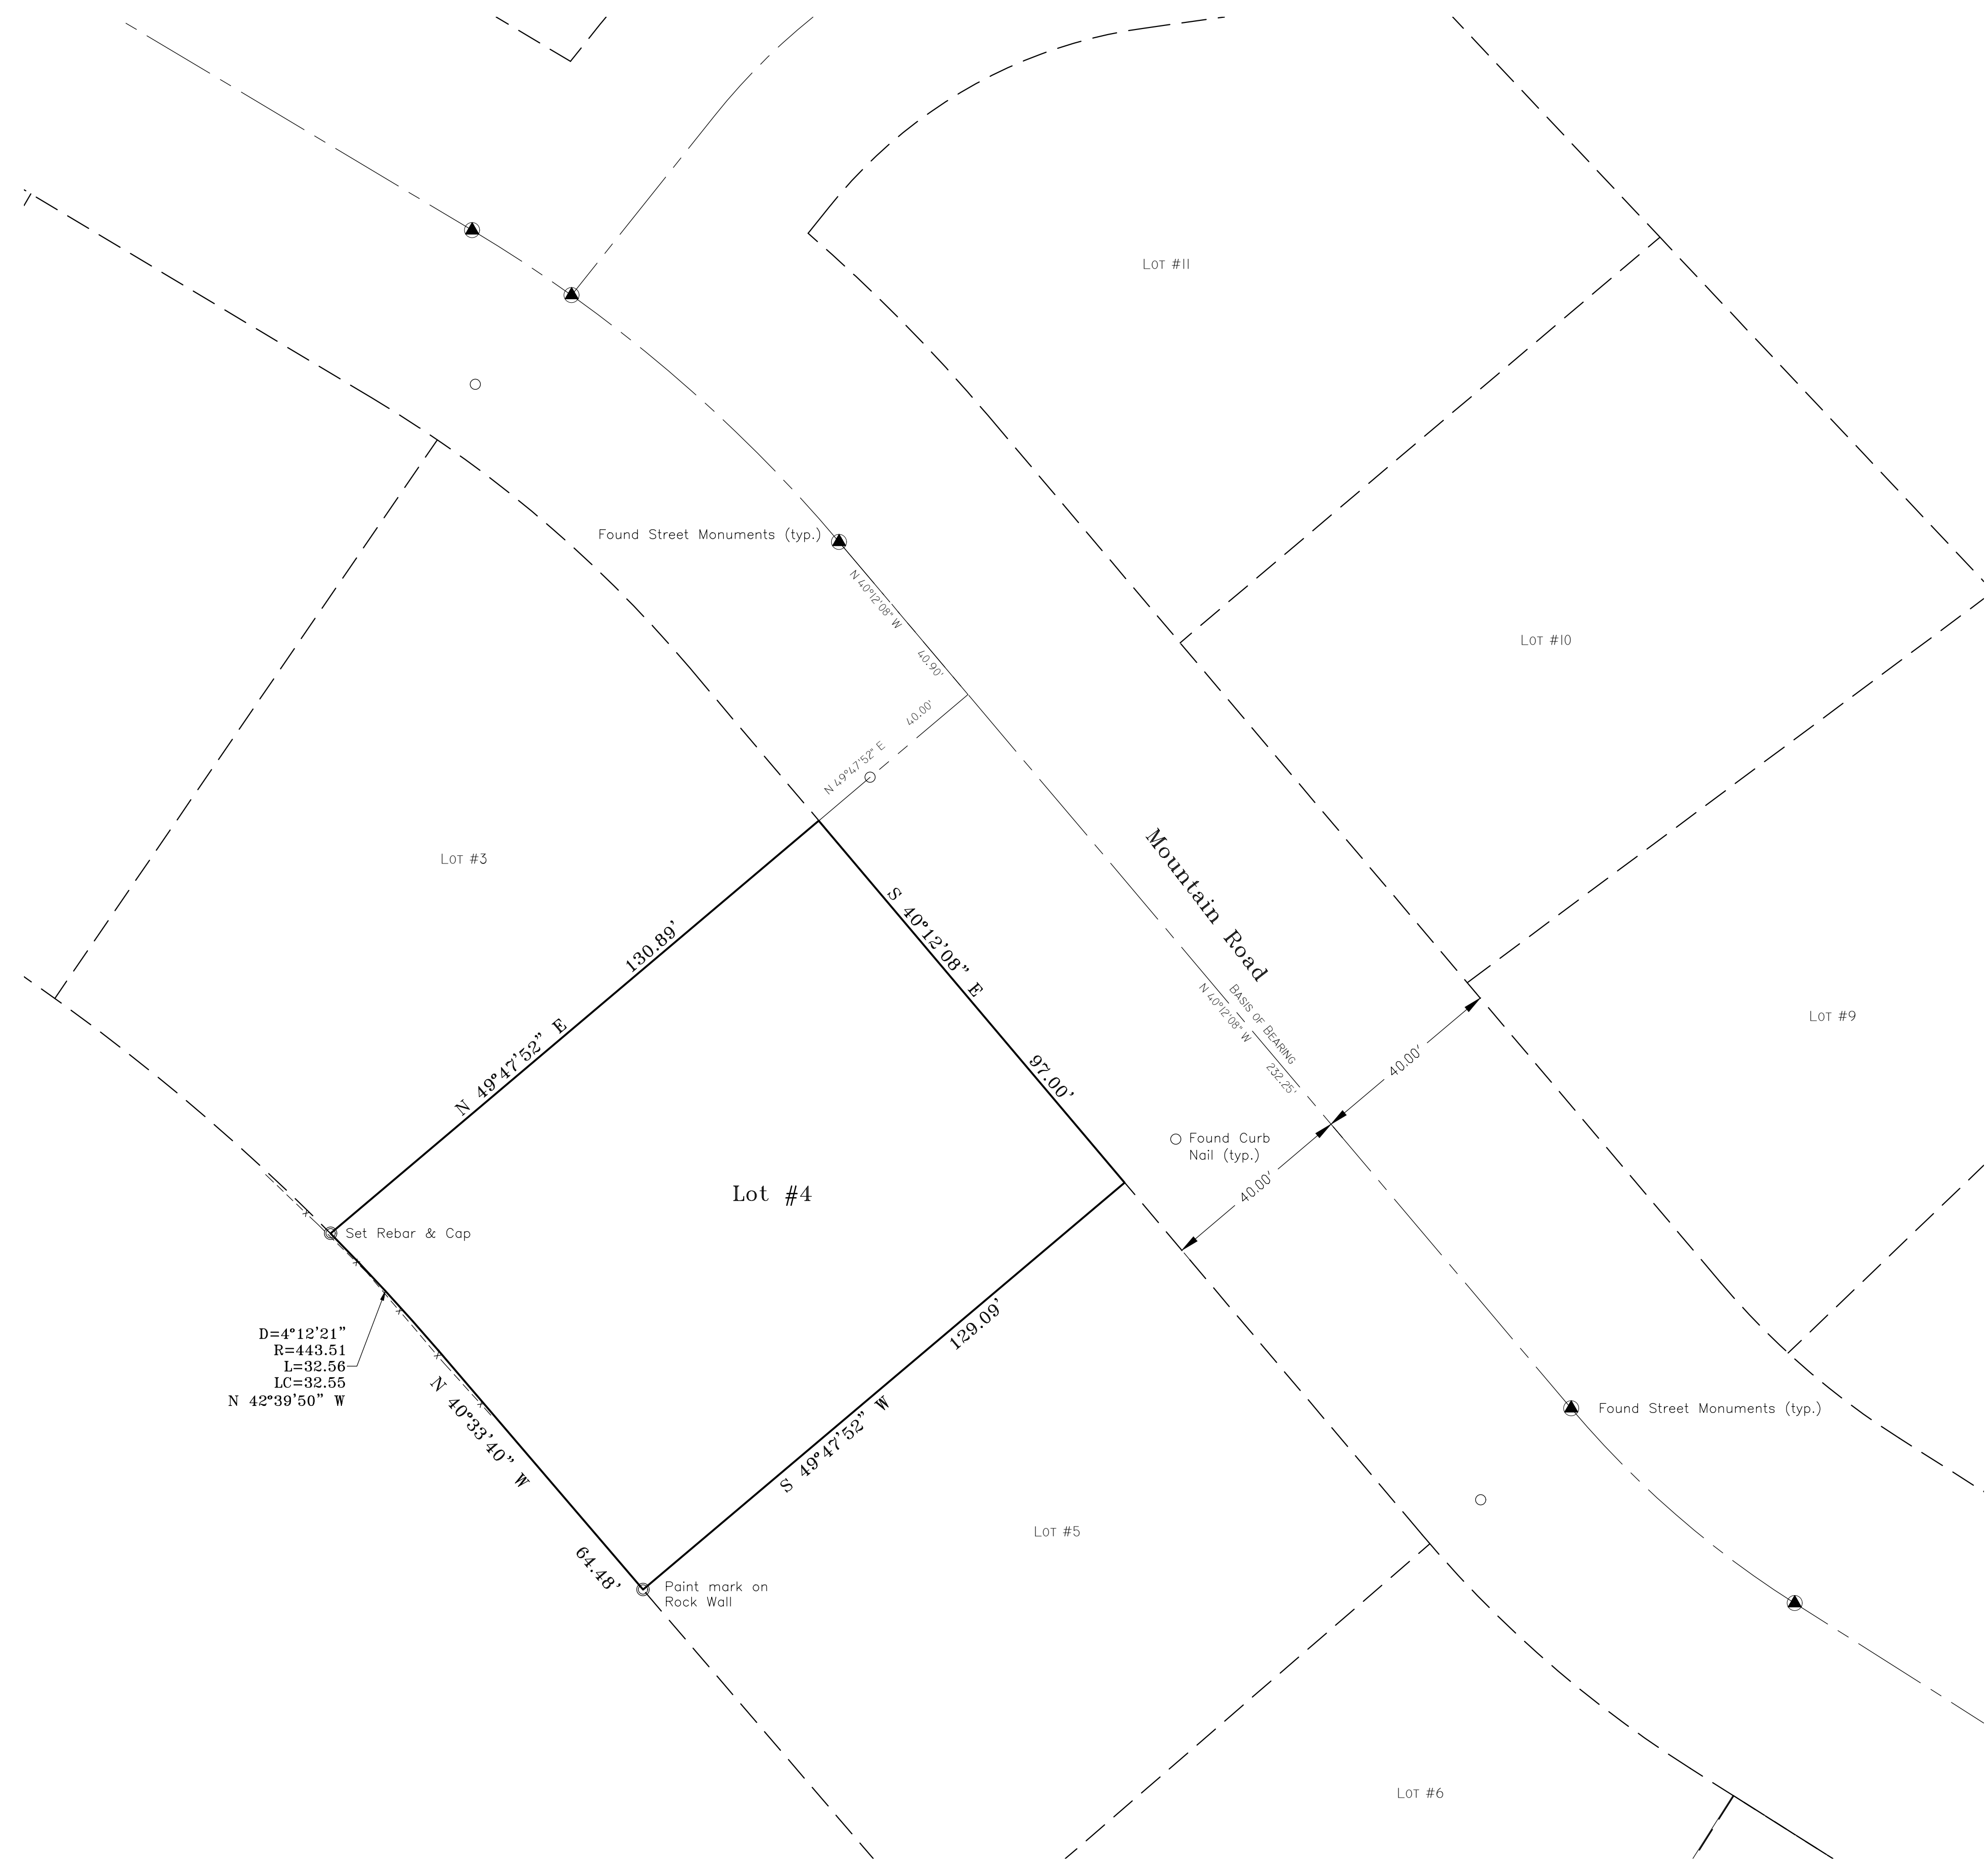 Lot #11
Found Street Monuments (typ.)
N 40°12'08" W
40.90'
Lot #10
40.00'
N 49°47'52" E
Lot #3
Mountain Road
S 40°12'08" E
130.89'
N 49°47'52" E
Basis of Bearing
N 40°12'08" W
232.25'
Lot #9
40.00'
97.00'
Found Curb
Nail (typ.)
40.00'
Lot #4
Set Rebar & Cap
D=4°12'21"
R=443.51
L=32.56
LC=32.55
N 42°39'50" W
129.09'
S 49°47'52" W
N 40°33'40" W
64.48'
Found Street Monuments (typ.)
Lot #5
Paint mark on
Rock Wall
Lot #6